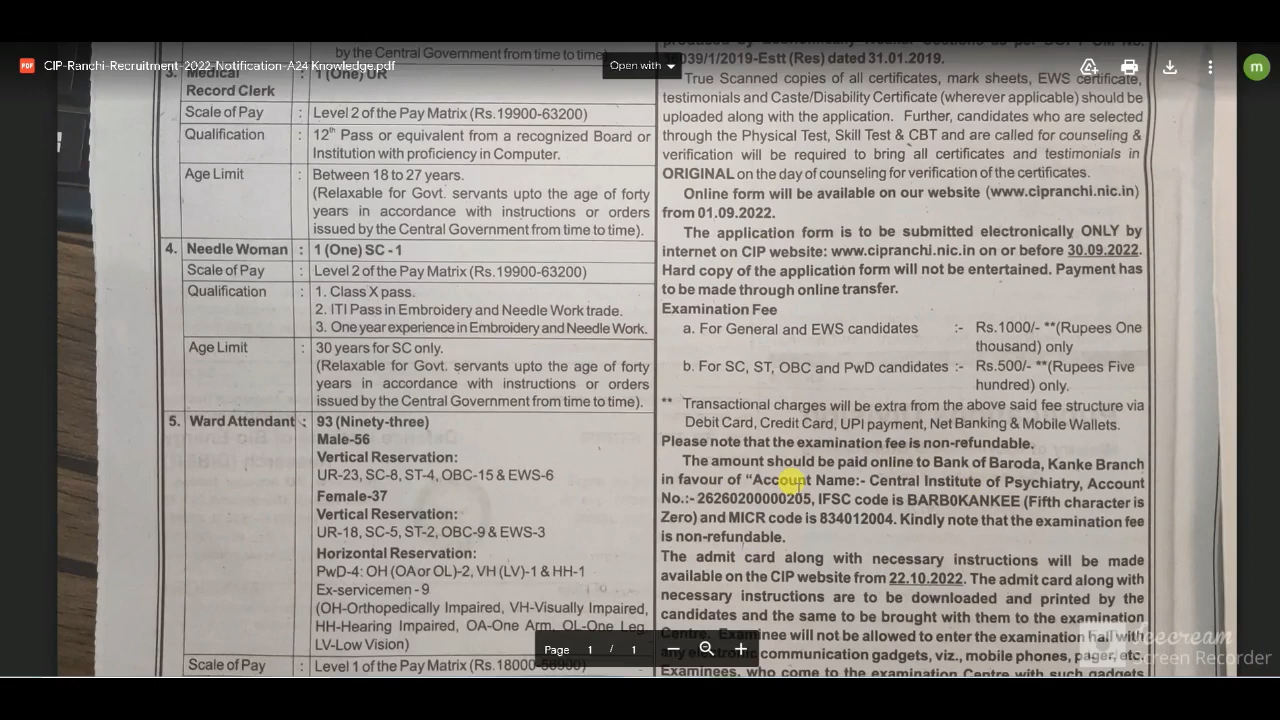 CIP-Ranchi-Recruitment-2022-Notification-A24 Knowledge.pdf
Open with
m
by the Central Government from time to time).
3. Medical : 1 (One) UR
Record Clerk
Scale of Pay : Level 2 of the Pay Matrix (Rs.19900-63200)
Qualification : 12th Pass or equivalent from a recognized Board or
Institution with proficiency in Computer.
Age Limit : Between 18 to 27 years.
(Relaxable for Govt. servants upto the age of forty
years in accordance with instructions or orders
issued by the Central Government from time to time).
4. Needle Woman : 1 (One) SC - 1
Scale of Pay : Level 2 of the Pay Matrix (Rs.19900-63200)
Qualification : 1. Class X pass.
2. ITI Pass in Embroidery and Needle Work trade.
3. One year experience in Embroidery and Needle Work.
Age Limit : 30 years for SC only.
(Relaxable for Govt. servants upto the age of forty
years in accordance with instructions or orders
issued by the Central Government from time to time).
5. Ward Attendant : 93 (Ninety-three)
Male-56
Vertical Reservation:
UR-23, SC-8, ST-4, OBC-15 & EWS-6
Female-37
Vertical Reservation:
UR-18, SC-5, ST-2, OBC-9 & EWS-3
Horizontal Reservation:
PwD-4: OH (OA or OL)-2, VH (LV)-1 & HH-1
Ex-servicemen - 9
(OH-Orthopedically Impaired, VH-Visually Impaired,
HH-Hearing Impaired, OA-One Arm, OL-One Leg,
LV-Low Vision)
Scale of Pay : Level 1 of the Pay Matrix (Rs.18000-56900)
39/1/2019-Estt (Res) dated 31.01.2019.
True Scanned copies of all certificates, mark sheets, EWS certificate,
testimonials and Caste/Disability Certificate (wherever applicable) should be
uploaded along with the application. Further, candidates who are selected
through the Physical Test, Skill Test & CBT and are called for counseling &
verification will be required to bring all certificates and testimonials in
ORIGINAL on the day of counseling for verification of the certificates.
Online form will be available on our website (www.cipranchi.nic.in)
from 01.09.2022.
The application form is to be submitted electronically ONLY by
internet on CIP website: www.cipranchi.nic.in on or before 30.09.2022.
Hard copy of the application form will not be entertained. Payment has
to be made through online transfer.
Examination Fee
a. For General and EWS candidates :- Rs.1000/- **(Rupees One
thousand) only
b. For SC, ST, OBC and PwD candidates :- Rs.500/- **(Rupees Five
hundred) only.
** Transactional charges will be extra from the above said fee structure via
Debit Card, Credit Card, UPI payment, Net Banking & Mobile Wallets.
Please note that the examination fee is non-refundable.
The amount should be paid online to Bank of Baroda, Kanke Branch
in favour of "Account Name:- Central Institute of Psychiatry, Account
No.:- 26260200000205, IFSC code is BARB0KANKEE (Fifth character is
Zero) and MICR code is 834012004. Kindly note that the examination fee
is non-refundable.
The admit card along with necessary instructions will be made
available on the CIP website from 22.10.2022. The admit card along with
necessary instructions are to be downloaded and printed by the
candidates and the same to be brought with them to the examination
Centre. Examinee will not be allowed to enter the examination hall with
any electronic communication gadgets, viz., mobile phones, pager, etc.
Examinees, who come to the examination Centre with such gadgets
Page 1 / 1
Icecream
Screen Recorder